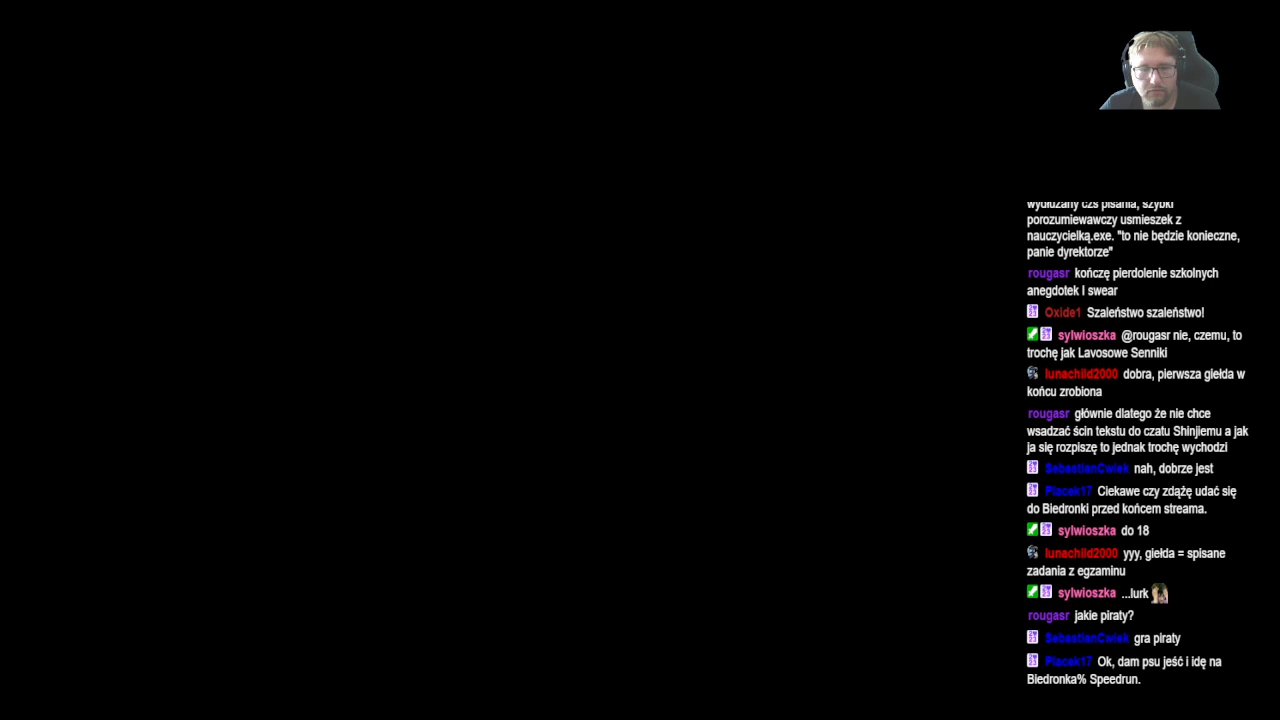 wydłużany czs pisania, szybki
porozumiewawczy usmieszek z
nauczycielką.exe. "to nie będzie konieczne,
panie dyrektorze"
rougasr kończę pierdolenie szkolnych
anegdotek I swear
Oxide1 Szaleństwo szaleństwo!
sylwioszka @rougasr nie, czemu, to
trochę jak Lavosowe Senniki
lunachild2000 dobra, pierwsza giełda w
końcu zrobiona
rougasr głównie dlatego że nie chce
wsadzać ścin tekstu do czatu Shinjiemu a jak
ja się rozpiszę to jednak trochę wychodzi
SebastianCwiek nah, dobrze jest
Placek17 Ciekawe czy zdążę udać się
do Biedronki przed końcem streama.
sylwioszka do 18
lunachild2000 yyy, giełda = spisane
zadania z egzaminu
sylwioszka ...lurk
rougasr jakie piraty?
SebastianCwiek gra piraty
Placek17 Ok, dam psu jeść i idę na
Biedronka% Speedrun.